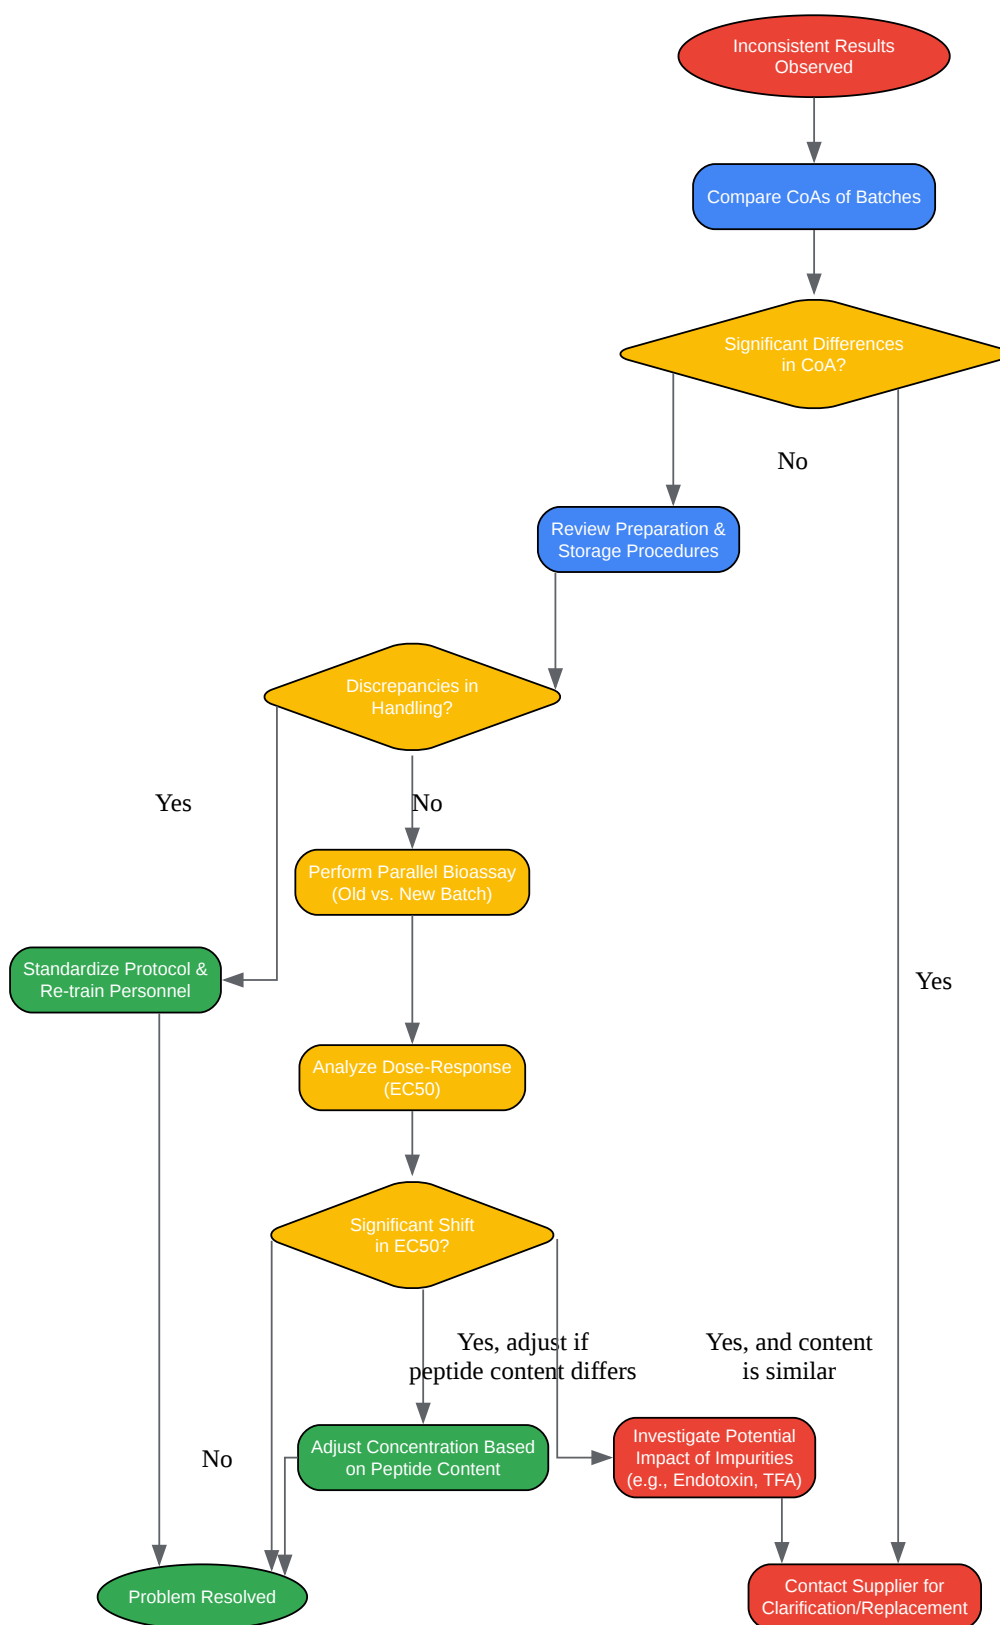 Inconsistent Results
Observed
Compare CoAs of Batches
Significant Differences
in CoA?
No
Review Preparation &
Storage Procedures
Discrepancies in
Handling?
Yes
No
Perform Parallel Bioassay
(Old vs. New Batch)
Standardize Protocol &
Re-train Personnel
Yes
Analyze Dose-Response
(EC50)
Significant Shift
in EC50?
Yes, adjust if
peptide content differs
Yes, and content
is similar
No
Adjust Concentration Based
on Peptide Content
Investigate Potential
Impact of Impurities
(e.g., Endotoxin, TFA)
Problem Resolved
Contact Supplier for
Clarification/Replacement